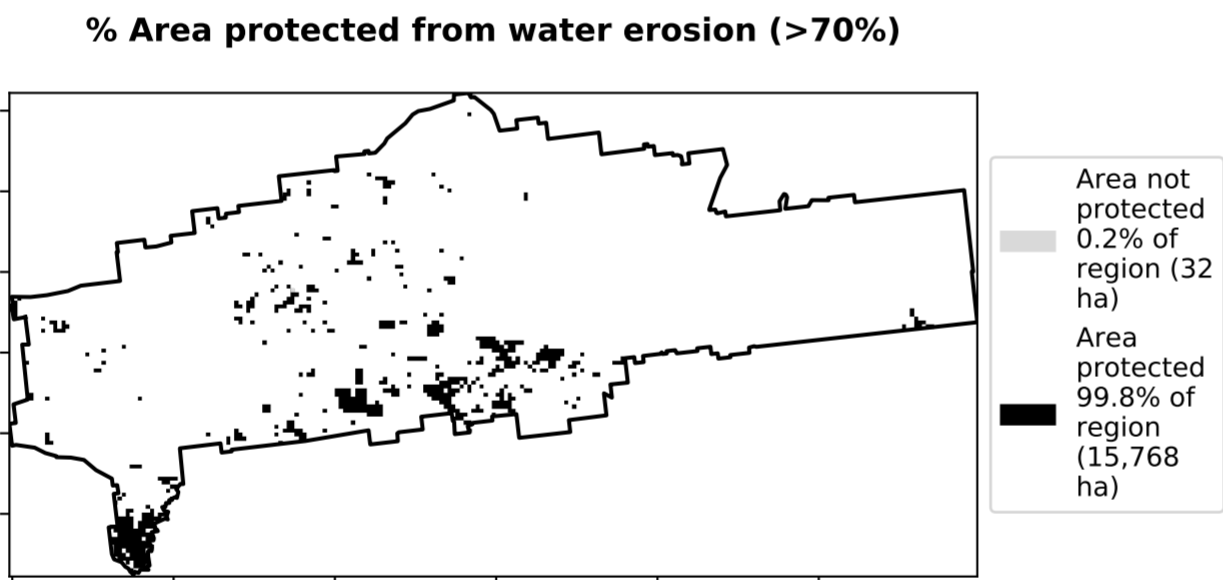 % Area protected from water erosion (>70%)
Area not
protected
0.2% of
region (32
ha)
Area
protected
99.8% of
region
(15,768
ha)